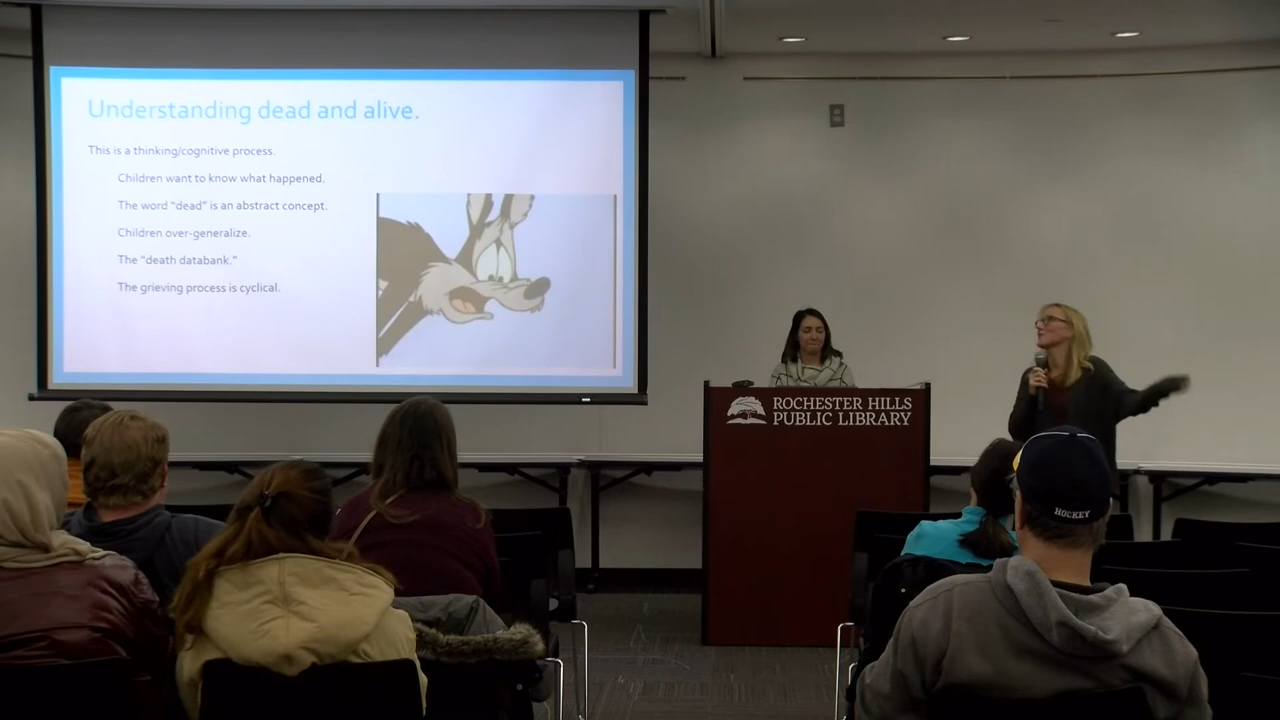 Understanding dead and alive.
This is a thinking/cognitive process.
Children want to know what happened.
The word "dead" is an abstract concept.
Children over-generalize.
The "death databank."
The grieving process is cyclical.
ROCHESTER HILLS
PUBLIC LIBRARY
HOCKEY